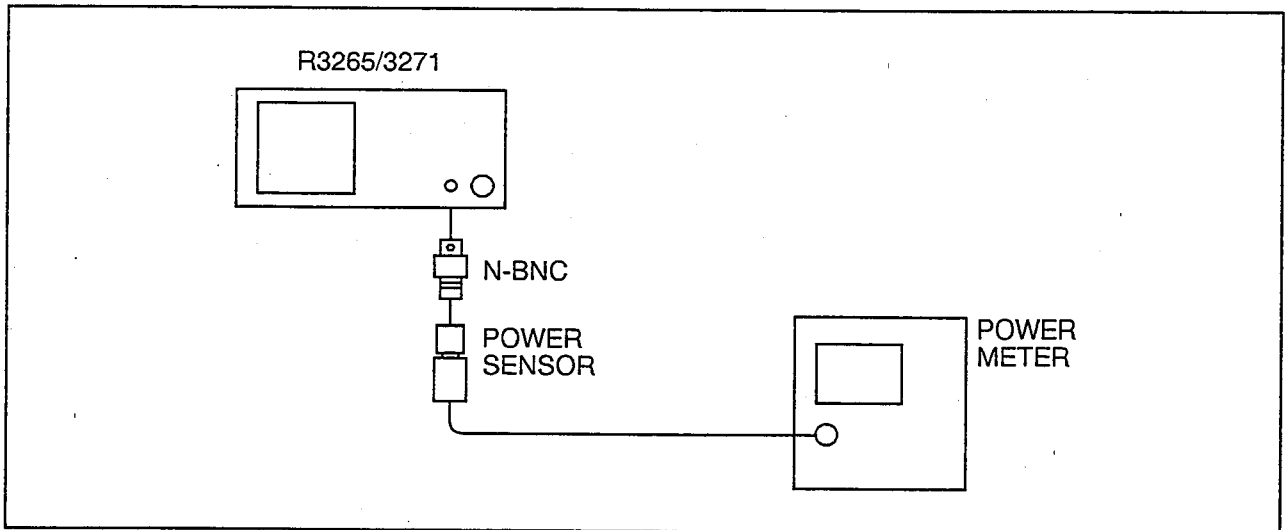 R3265/3271
N-BNC
POWER
SENSOR
POWER
METER